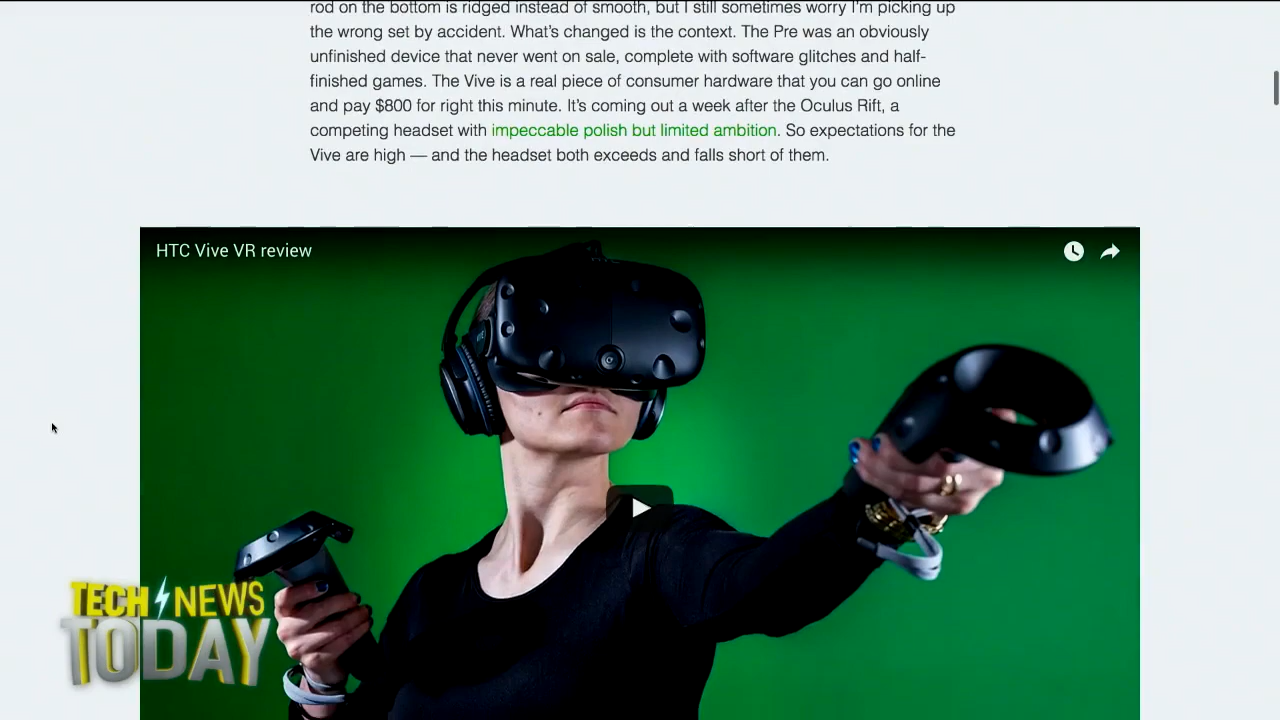 rod on the bottom is ridged instead of smooth, but I still sometimes worry I'm picking up
the wrong set by accident. What's changed is the context. The Pre was an obviously
unfinished device that never went on sale, complete with software glitches and half-
finished games. The Vive is a real piece of consumer hardware that you can go online
and pay $800 for right this minute. It's coming out a week after the Oculus Rift, a
competing headset with impeccable polish but limited ambition. So expectations for the
Vive are high — and the headset both exceeds and falls short of them.
HTC Vive VR review
TECH NEWS
TODAY